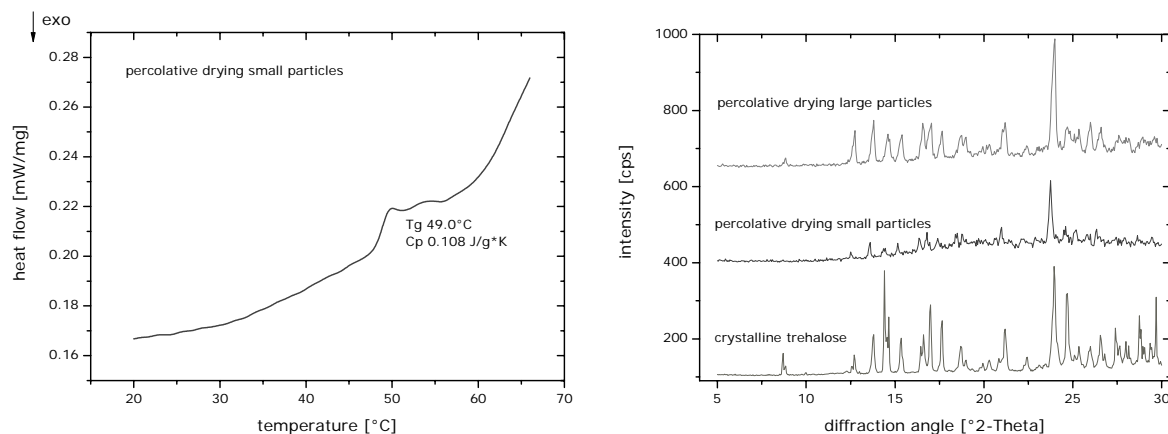 exo
0.28
0.26
0.24
0.22
0.20
0.18
0.16
heat flow [mW/mg]
percolative drying small particles
Tg 49.0°C
Cp 0.108 J/g*K
20 30 40 50 60 70
temperature [°C]
1000
800
600
400
200
intensity [cps]
percolative drying large particles
percolative drying small particles
crystalline trehalose
5 10 15 20 25 30
diffraction angle [°2-Theta]